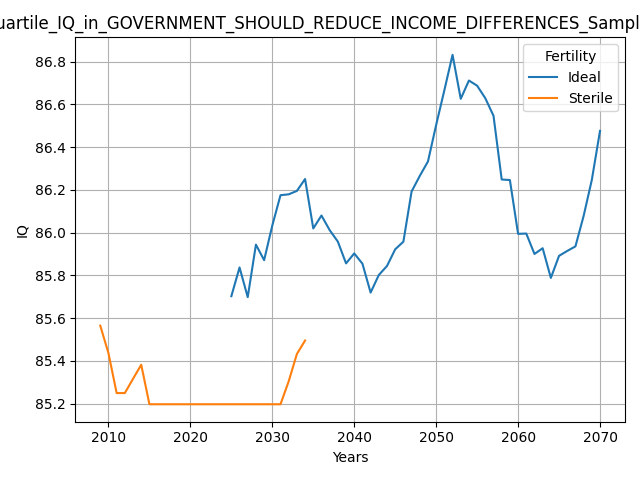 uartile_IQ_in_GOVERNMENT_SHOULD_REDUCE_INCOME_DIFFERENCES_Sampl
Fertility
Ideal
Sterile
IQ
86.8
86.6
86.4
86.2
86.0
85.8
85.6
85.4
85.2
2010 2020 2030 2040 2050 2060 2070
Years